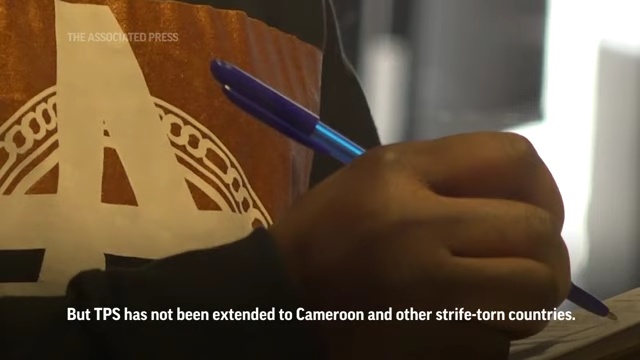 THE ASSOCIATED PRESS
But TPS has not been extended to Cameroon and other strife-torn countries.